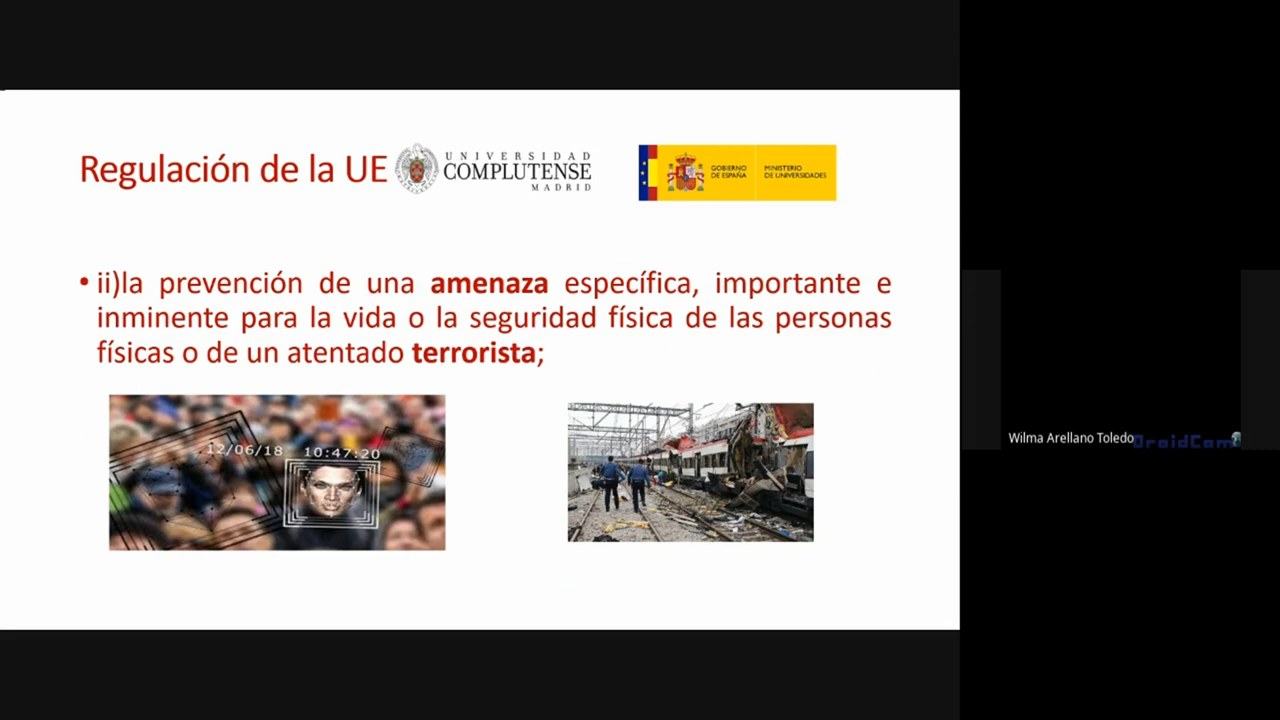 Regulación de la UE
UNIVERSIDAD
COMPLUTENSE
MADRID
GOBIERNO
DE ESPAÑA
MINISTERIO
DE UNIVERSIDADES
• ii)la prevención de una amenaza específica, importante e
inminente para la vida o la seguridad física de las personas
físicas o de un atentado terrorista;
12/06/18 10:47:20
Wilma Arellano Toledo
DroidCam